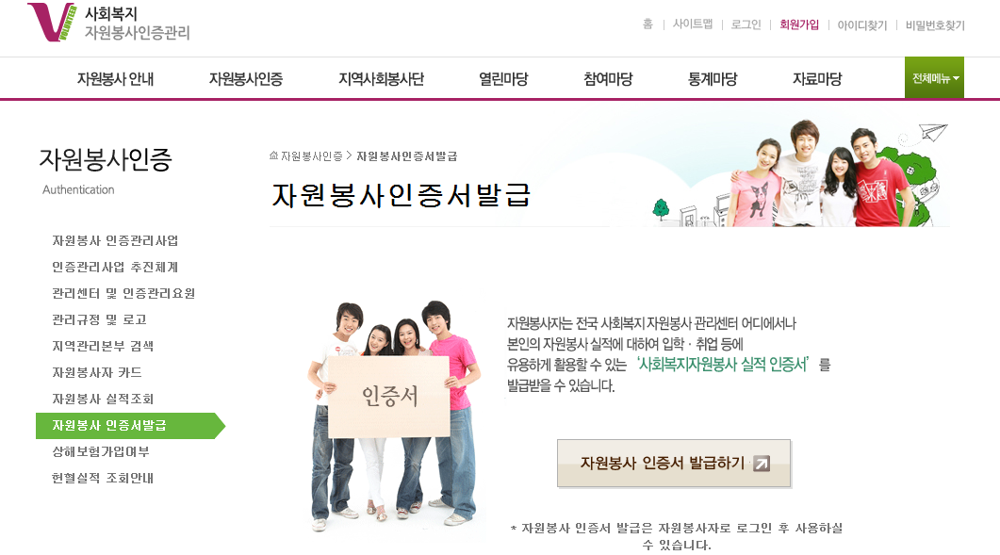 VOLUNTEER
사회복지
자원봉사인증관리
홈 사이트맵 로그인 회원가입 아이디찾기 비밀번호찾기
자원봉사 안내 자원봉사인증 지역사회봉사단 열린마당 참여마당 통계마당 자료마당 전체메뉴
자원봉사인증
Authentication
자원봉사 인증관리사업
인증관리사업 추진체계
관리센터 및 인증관리요원
관리규정 및 로고
지역관리본부 검색
자원봉사자 카드
자원봉사 실적조회
자원봉사 인증서발급
상해보험가입여부
헌혈실적 조회안내
자원봉사인증 > 자원봉사인증서발급
자원봉사인증서발급
인증서
자원봉사자는 전국 사회복지 자원봉사 관리센터 어디에서나
본인의 자원봉사 실적에 대하여 입학 · 취업 등에
유용하게 활용할 수 있는 ‘사회복지자원봉사 실적 인증서’ 를
발급받을 수 있습니다.
자원봉사 인증서 발급하기
* 자원봉사 인증서 발급은 자원봉사자로 로그인 후 사용하실
수 있습니다.